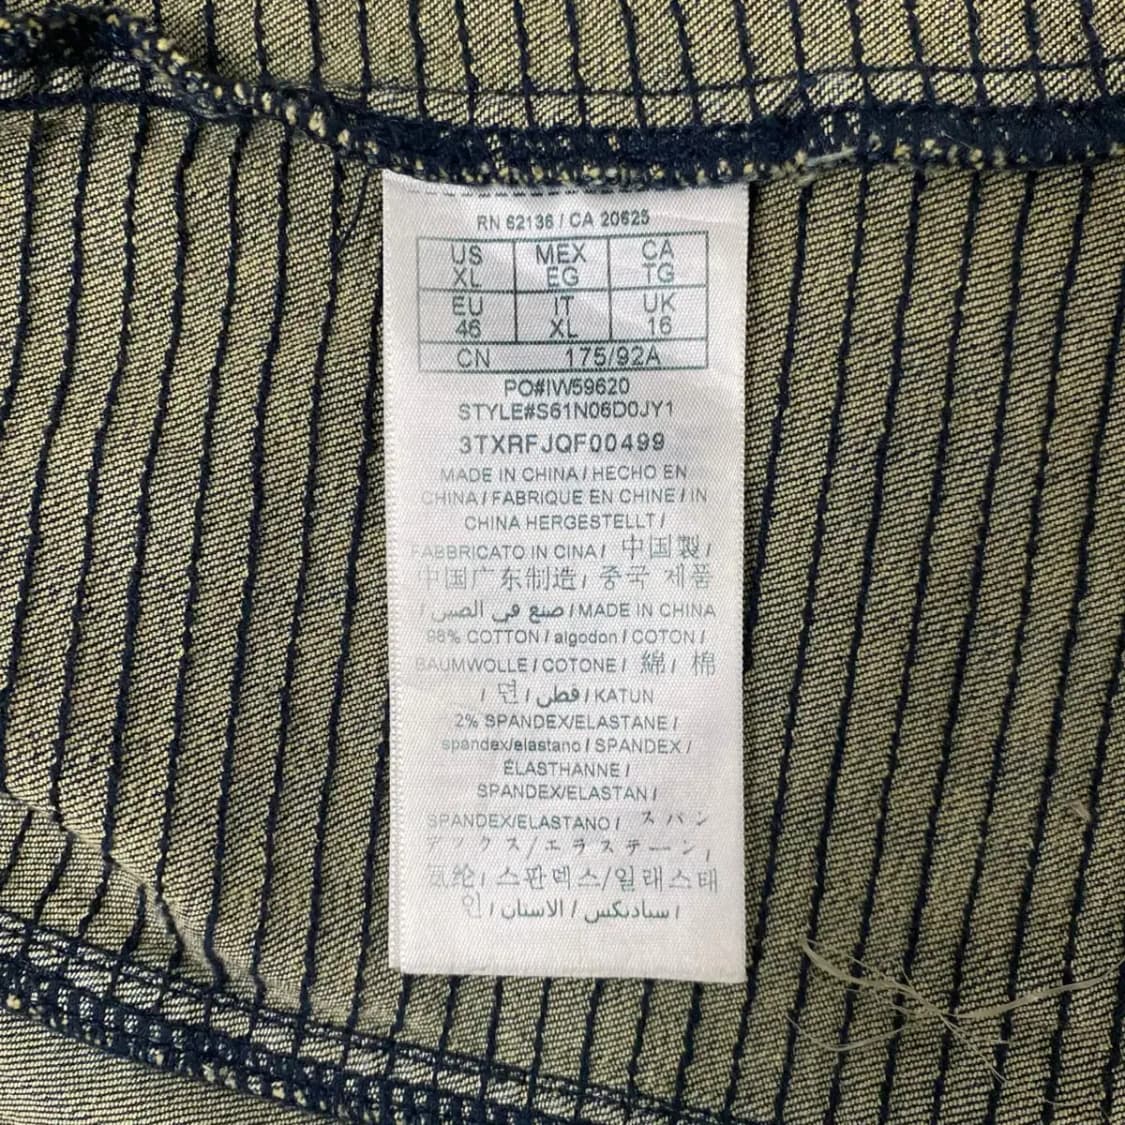 RN 62136 / CA 20625
US MEX CA
XL EG TG
EU IT UK
46 XL 16
CN 175/92A
PO#IW59620
STYLE#S61N06D0JY1
3TXRFJQF00499
MADE IN CHINA / HECHO EN
CHINA / FABRIQUE EN CHINE / IN
CHINA HERGESTELLT /
FABBRICATO IN CINA / 中国製 /
中国广东制造 / 중국 제품
/ صنع في الصين / MADE IN CHINA
98% COTTON / algodon / COTON /
BAUMWOLLE / COTONE / 綿 / 棉
/ 면 / قطن / KATUN
2% SPANDEX/ELASTANE /
spandex/elastano / SPANDEX /
ÉLASTHANNE /
SPANDEX/ELASTAN /
SPANDEX/ELASTANO / スパン
デックス/エラステーン /
氨纶 / 스판덱스/일래스태
인 / سباندكس / الاستان /